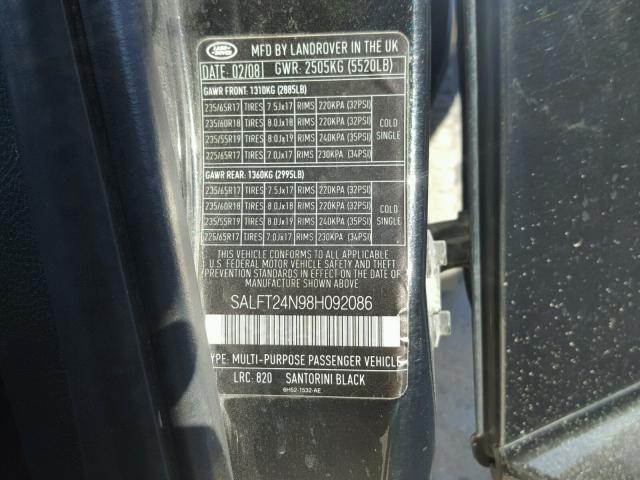 LAND ROVER
MFD BY LANDROVER IN THE UK
DATE: 02/08 GWR: 2505KG (5520LB)
GAWR FRONT: 1310KG (2885LB)
235/65R17 TIRES 7.5Jx17 RIMS 220KPA (32PSI)
235/60R18 TIRES 8.0Jx18 RIMS 220KPA (32PSI) COLD
235/55R19 TIRES 8.0Jx19 RIMS 240KPA (35PSI) SINGLE
225/65R17 TIRES 7.0Jx17 RIMS 230KPA (34PSI)
GAWR REAR: 1360KG (2995LB)
235/65R17 TIRES 7.5Jx17 RIMS 220KPA (32PSI)
235/60R18 TIRES 8.0Jx18 RIMS 220KPA (32PSI) COLD
235/55R19 TIRES 8.0Jx19 RIMS 240KPA (35PSI) SINGLE
225/65R17 TIRES 7.0Jx17 RIMS 230KPA (34PSI)
THIS VEHICLE CONFORMS TO ALL APPLICABLE
U.S. FEDERAL MOTOR VEHICLE SAFETY AND THEFT
PREVENTION STANDARDS IN EFFECT ON THE DATE OF
MANUFACTURE SHOWN ABOVE
SALFT24N98H092086
TYPE: MULTI-PURPOSE PASSENGER VEHICLE
LRC. 820 SANTORINI BLACK
6H52-1532-AE